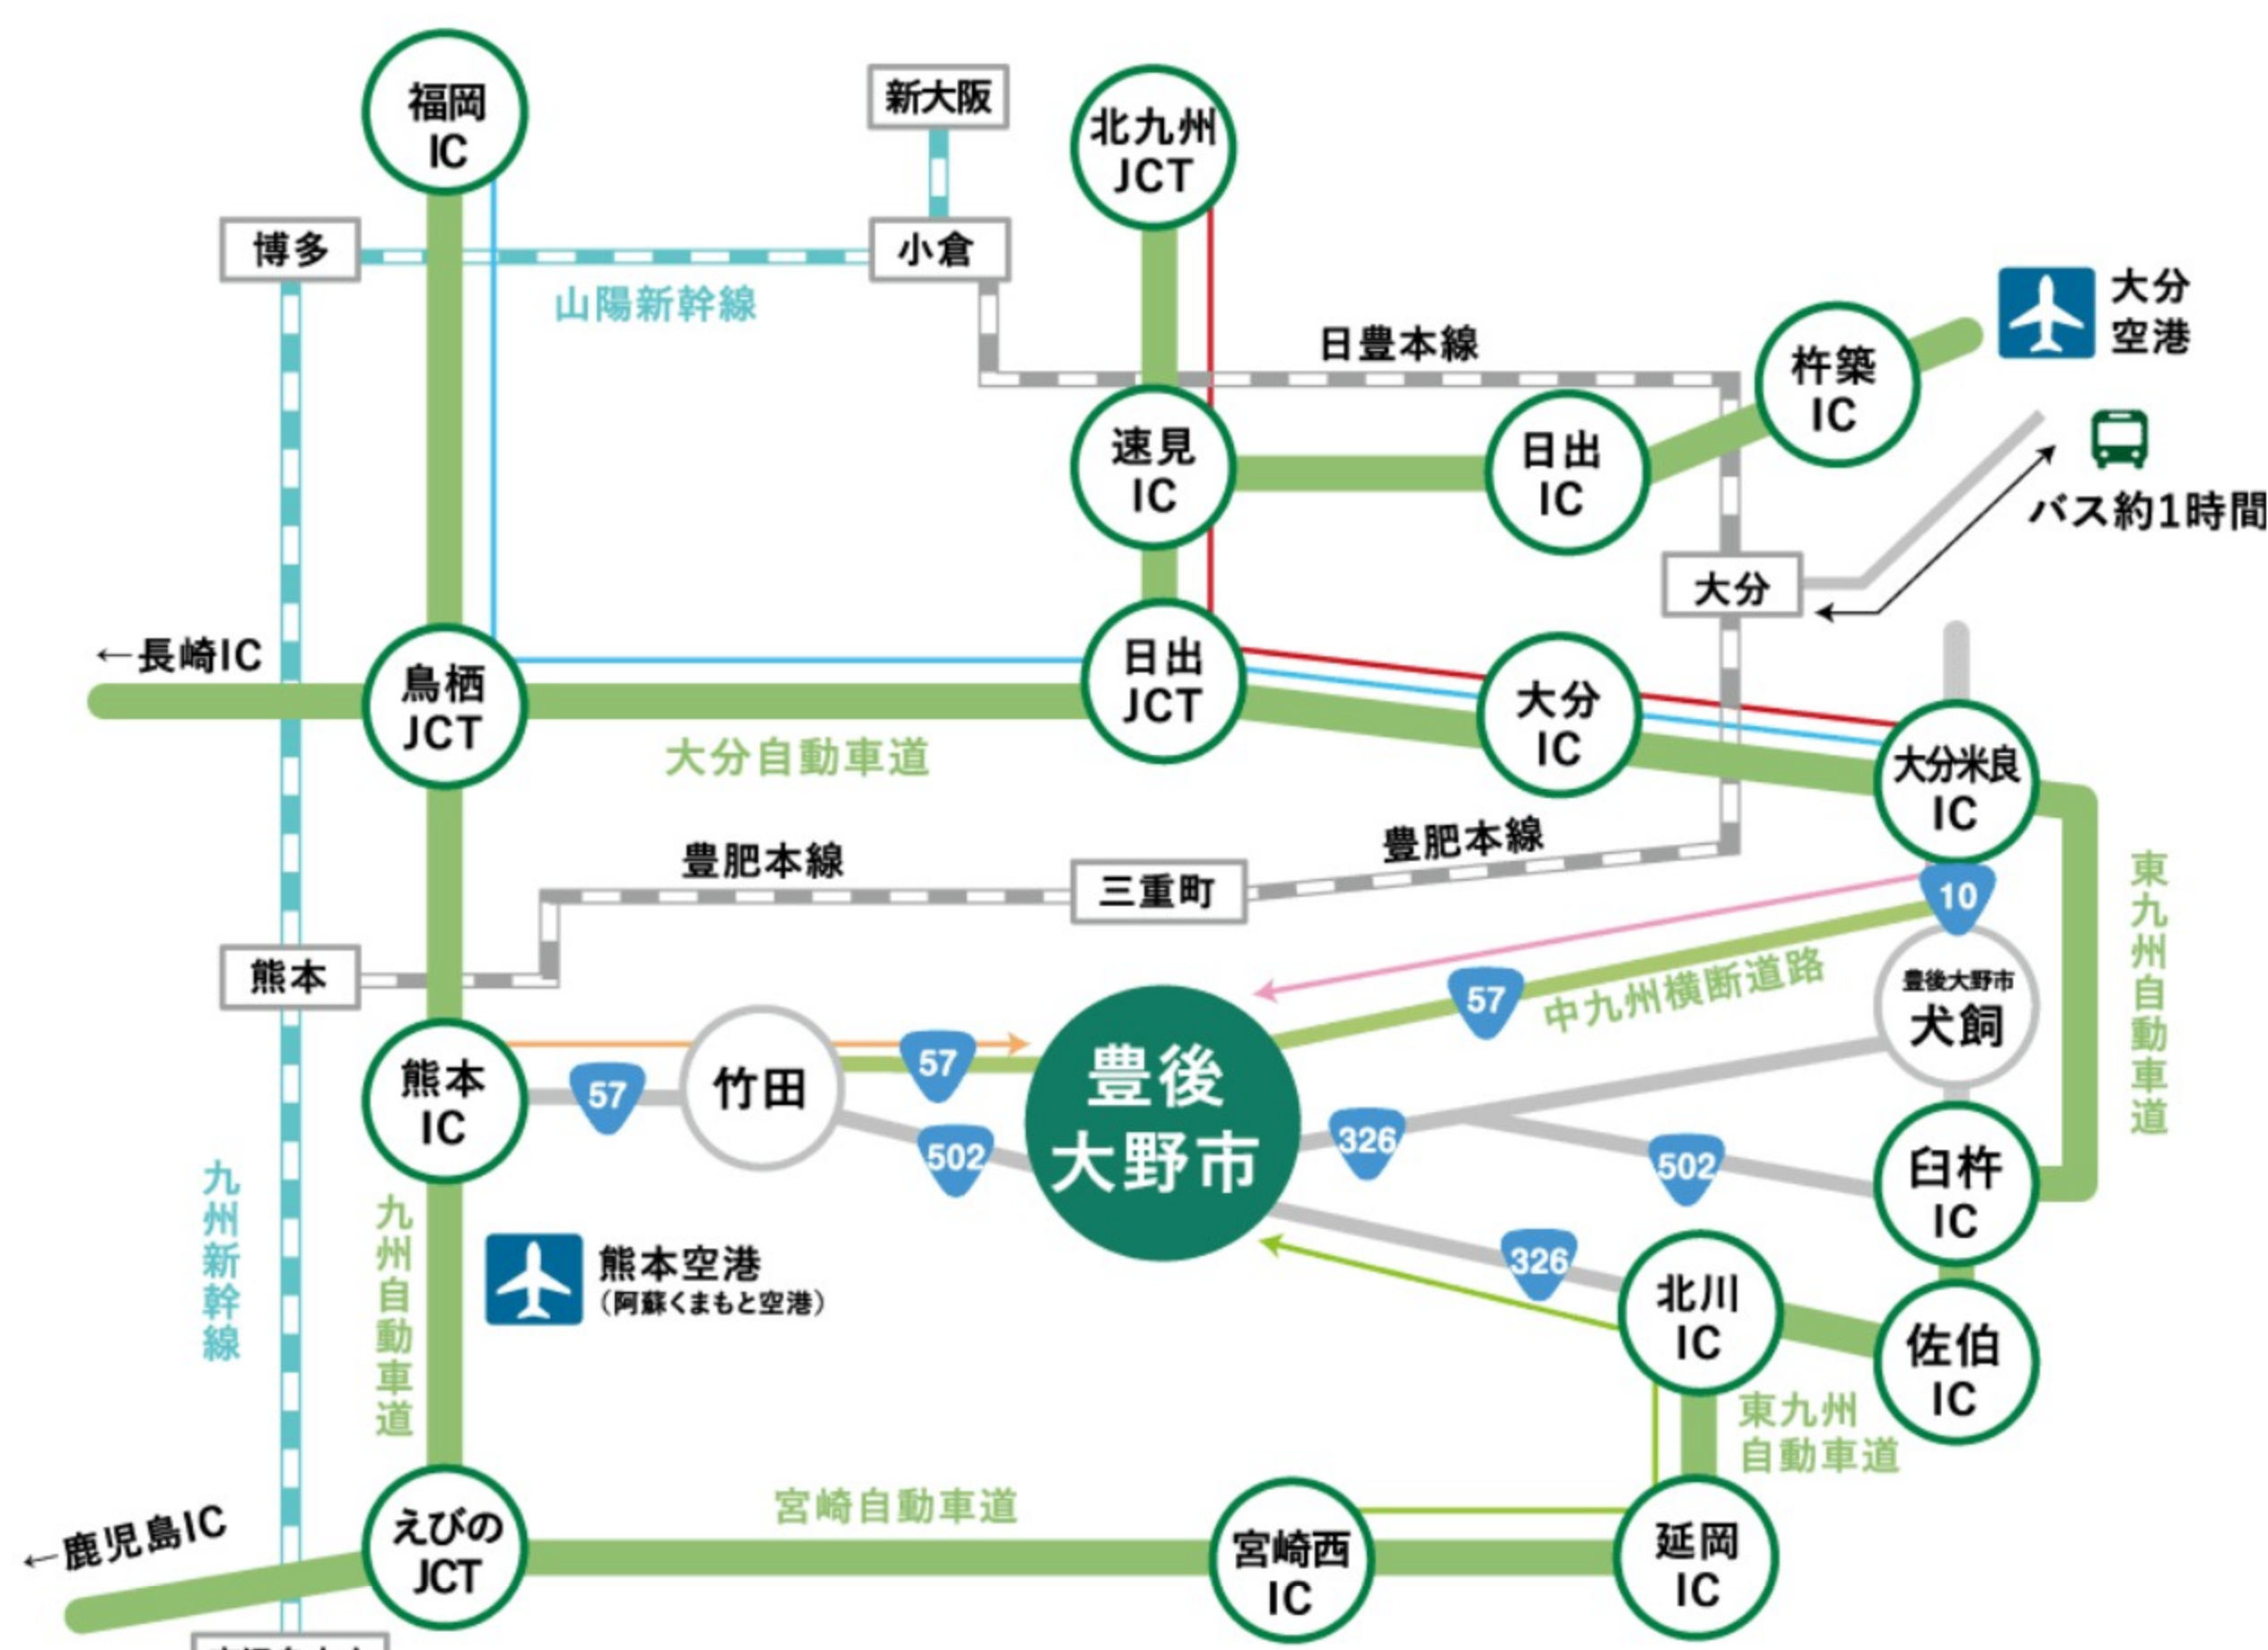 福岡
IC
新大阪
北九州
JCT
博多
小倉
山陽新幹線
大分
空港
日豊本線
杵築
IC
速見
IC
日出
IC
バス約1時間
大分
←長崎IC
鳥栖
JCT
日出
JCT
大分
IC
大分米良
IC
大分自動車道
豊肥本線
豊肥本線
三重町
10
東九州自動車道
熊本
57
中九州横断道路
豊後大野市
犬飼
熊本
IC
57
竹田
57
502
豊後
大野市
326
502
臼杵
IC
九州新幹線
九州自動車道
熊本空港
(阿蘇くまもと空港)
326
北川
IC
佐伯
IC
東九州
自動車道
宮崎自動車道
←鹿児島IC
えびの
JCT
宮崎西
IC
延岡
IC